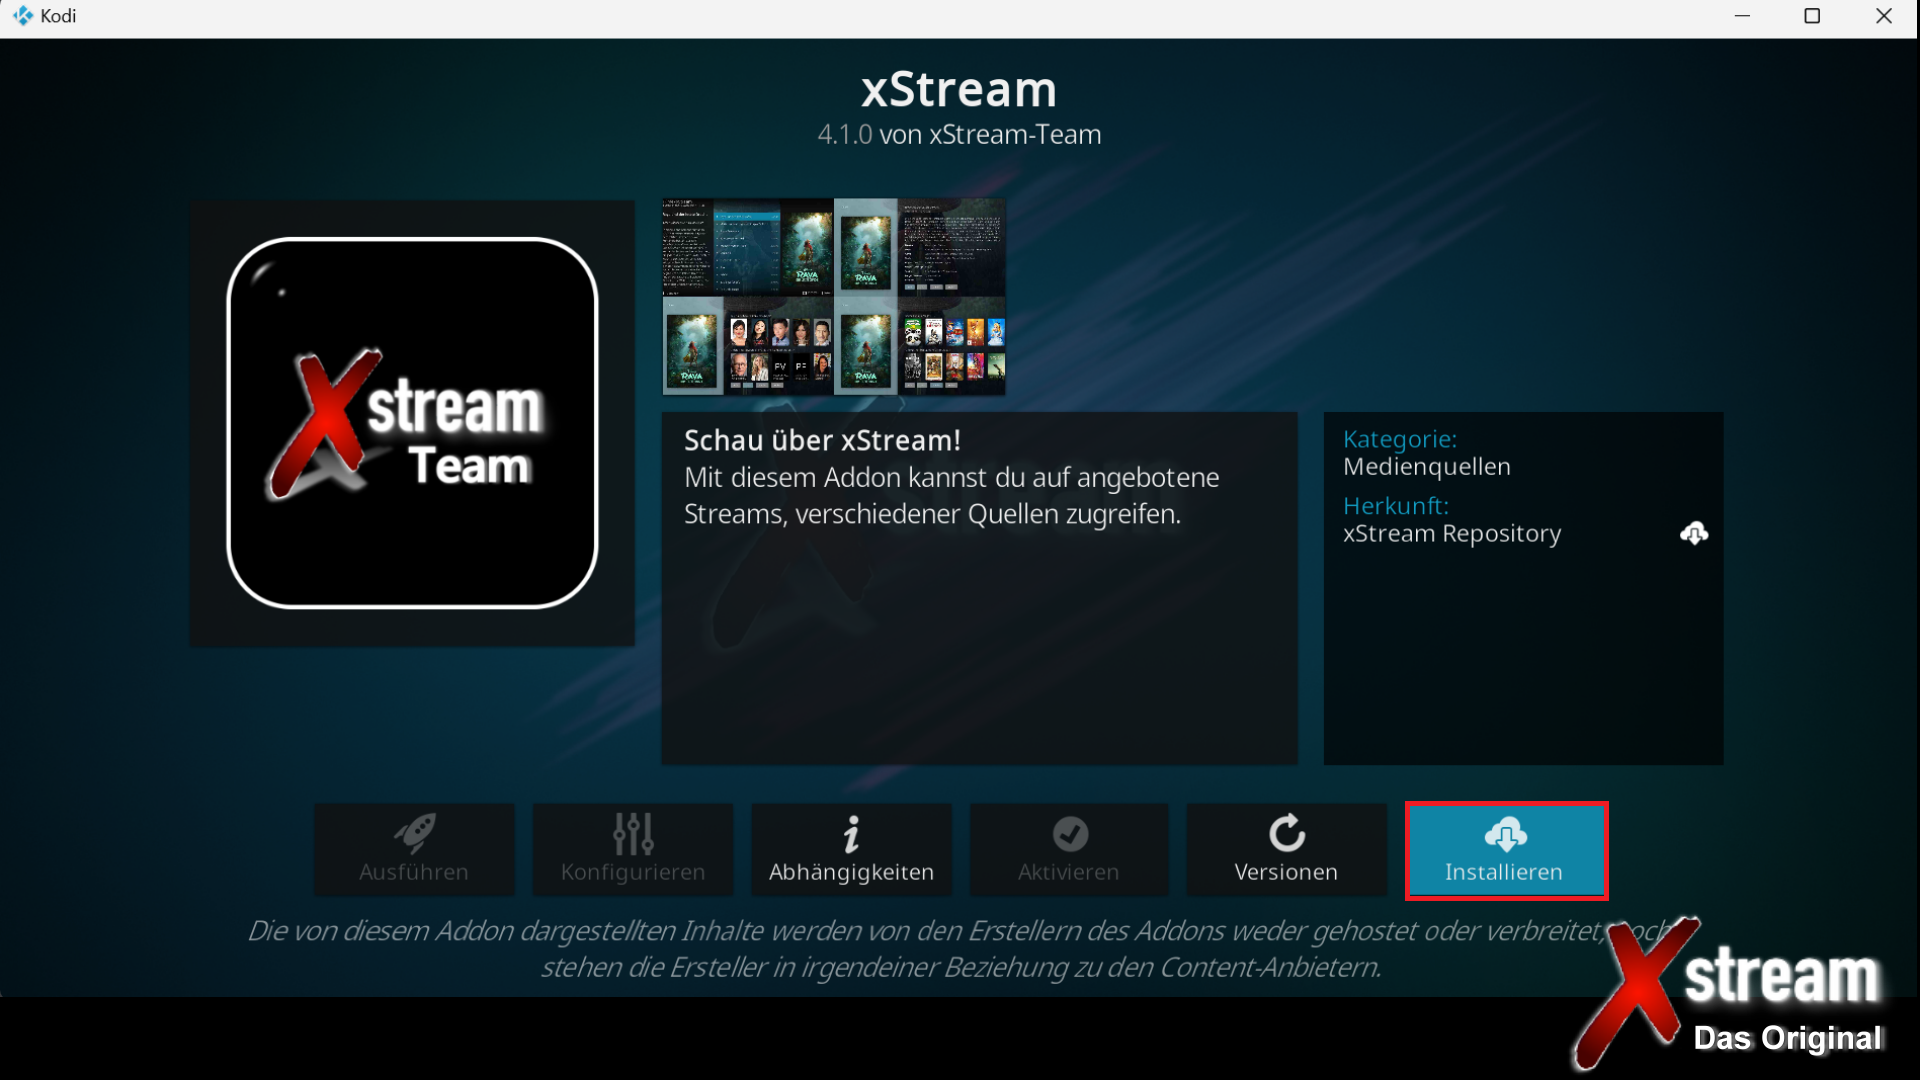 Kodi
xStream
4.1.0 von xStream-Team
Xstream
Team
Schau über xStream!
Mit diesem Addon kannst du auf angebotene
Streams, verschiedener Quellen zugreifen.
Kategorie:
Medienquellen
Herkunft:
xStream Repository
Ausführen
Konfigurieren
Abhängigkeiten
Aktivieren
Versionen
Installieren
Die von diesem Addon dargestellten Inhalte werden von den Erstellern des Addons weder gehostet oder verbreitet,
stehen die Ersteller in irgendeiner Beziehung zu den Content-Anbietern.
Xstream
Das Original